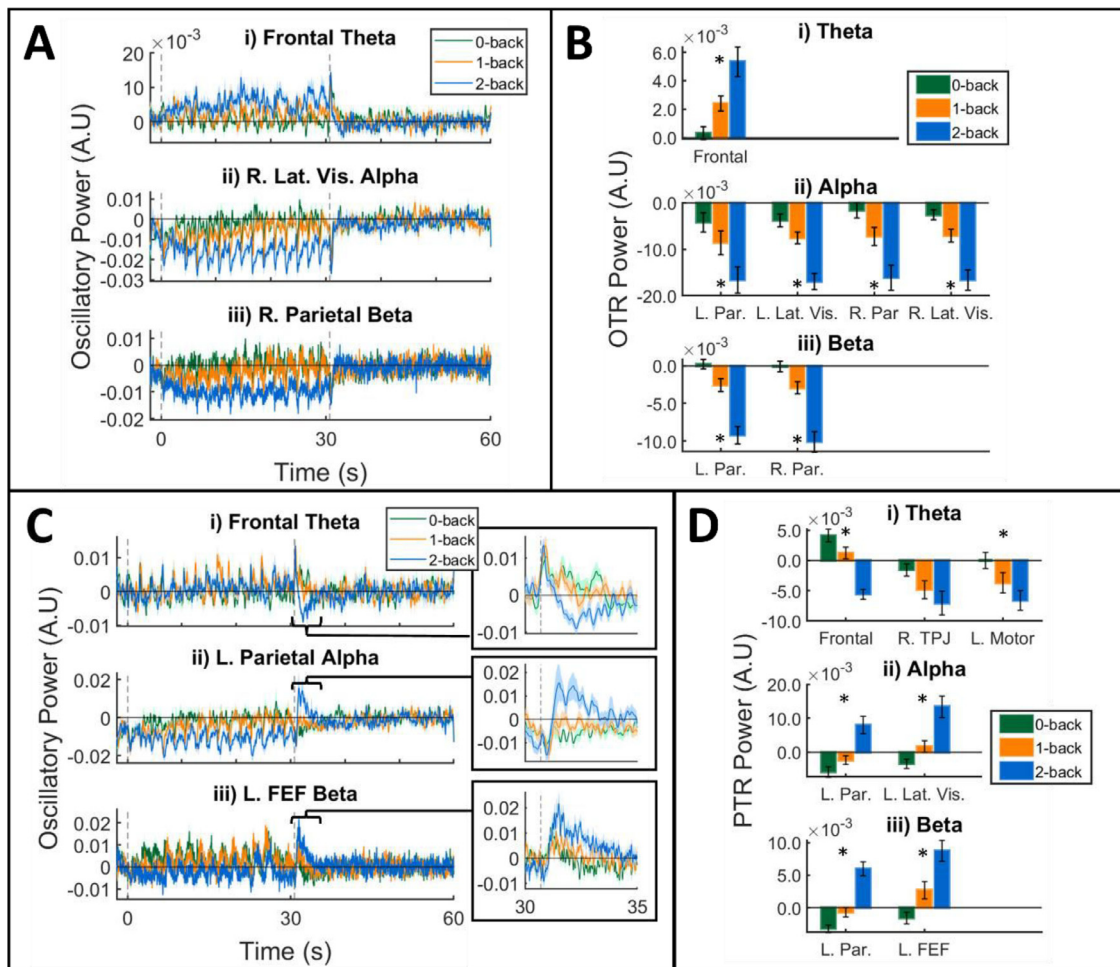 A
×10⁻³
i) Frontal Theta
0-back
1-back
2-back
20
10
0
ii) R. Lat. Vis. Alpha
0.01
0
-0.01
-0.03
iii) R. Parietal Beta
0.01
0
-0.01
-0.02
0 30 60
Time (s)
Oscillatory Power (A.U)
B
×10⁻³
i) Theta
0-back
1-back
2-back
6.0
4.0
2.0
0.0
*
Frontal
×10⁻³
ii) Alpha
0.0
-10.0
-20.0
* * * *
L. Par. L. Lat. Vis. R. Par R. Lat. Vis.
×10⁻³
iii) Beta
0.0
-5.0
-10.0
* *
L. Par. R. Par.
OTR Power (A.U)
C
i) Frontal Theta
0-back
1-back
2-back
0.01
0
-0.01
0.01
0
-0.01
ii) L. Parietal Alpha
0.02
0
-0.02
0.02
0.01
0
-0.01
iii) L. FEF Beta
0.02
0.01
0
-0.01
0.02
0.01
0
-0.01
0 30 60
30 35
Time (s)
Oscillatory Power (A.U)
D
×10⁻³
i) Theta
5.0
0.0
-5.0
-10.0
* *
Frontal R. TPJ L. Motor
×10⁻³
ii) Alpha
10.0
0.0
* *
L. Par. L. Lat. Vis.
0-back
1-back
2-back
×10⁻³
iii) Beta
10.0
5.0
0.0
* *
L. Par. L. FEF
PTR Power (A.U)